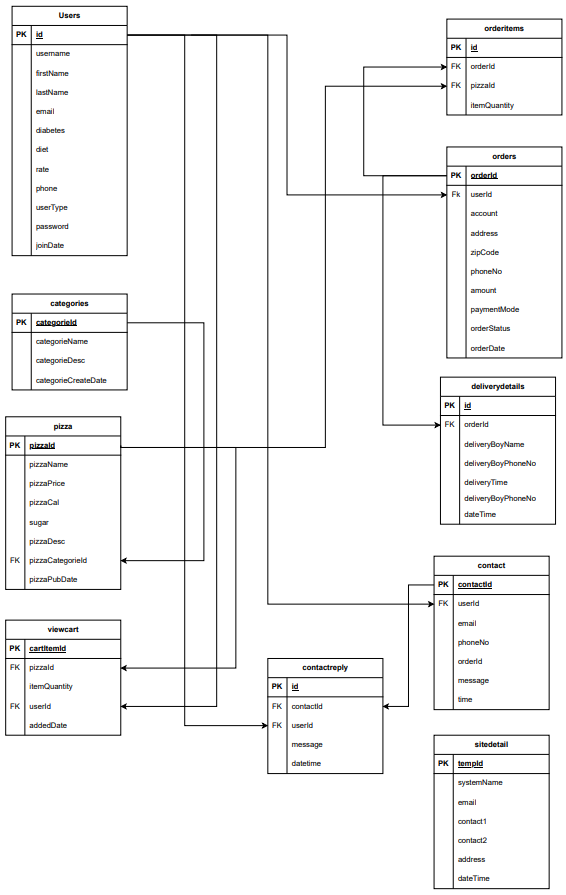 Users
PK id
username
firstName
lastName
email
diabetes
diet
rate
phone
userType
password
joinDate
categories
PK categorieId
categorieName
categorieDesc
categorieCreateDate
pizza
PK pizzaId
pizzaName
pizzaPrice
pizzaCal
sugar
pizzaDesc
FK pizzaCategorieId
pizzaPubDate
viewcart
PK cartItemId
FK pizzaId
itemQuantity
FK userId
addedDate
contactreply
PK id
FK contactId
FK userId
message
datetime
orderitems
PK id
FK orderId
FK pizzaId
itemQuantity
orders
PK orderId
Fk userId
account
address
zipCode
phoneNo
amount
paymentMode
orderStatus
orderDate
deliverydetails
PK id
FK orderId
deliveryBoyName
deliveryBoyPhoneNo
deliveryTime
deliveryBoyPhoneNo
dateTime
contact
PK contactId
FK userId
email
phoneNo
orderId
message
time
sitedetail
PK tempId
systemName
email
contact1
contact2
address
dateTime